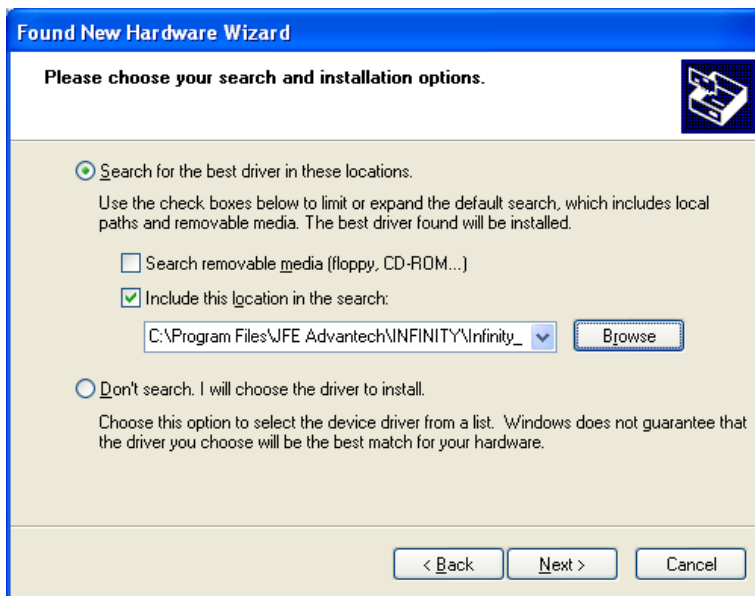 Found New Hardware Wizard
Please choose your search and installation options.
Search for the best driver in these locations.
Use the check boxes below to limit or expand the default search, which includes local
paths and removable media. The best driver found will be installed.
Search removable media (floppy, CD-ROM...)
Include this location in the search:
C:\Program Files\JFE Advantech\INFINITY\Infinity_
Browse
Don't search. I will choose the driver to install.
Choose this option to select the device driver from a list. Windows does not guarantee that
the driver you choose will be the best match for your hardware.
< Back
Next >
Cancel